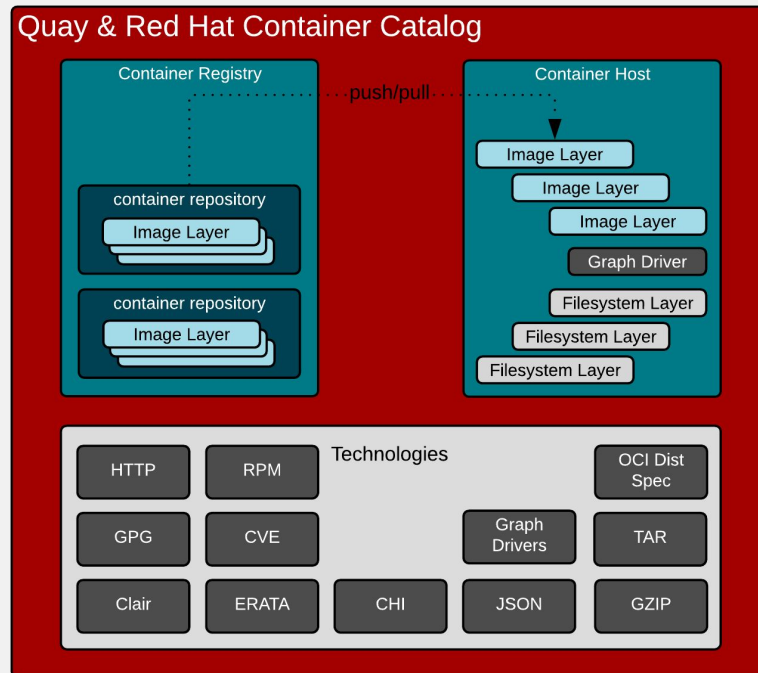 Quay & Red Hat Container Catalog
Container Registry
Container Host
push/pull
container repository
Image Layer
container repository
Image Layer
Image Layer
Image Layer
Image Layer
Graph Driver
Filesystem Layer
Filesystem Layer
Filesystem Layer
Technologies
HTTP
RPM
OCI Dist
Spec
GPG
CVE
Graph
Drivers
TAR
Clair
ERATA
CHI
JSON
GZIP